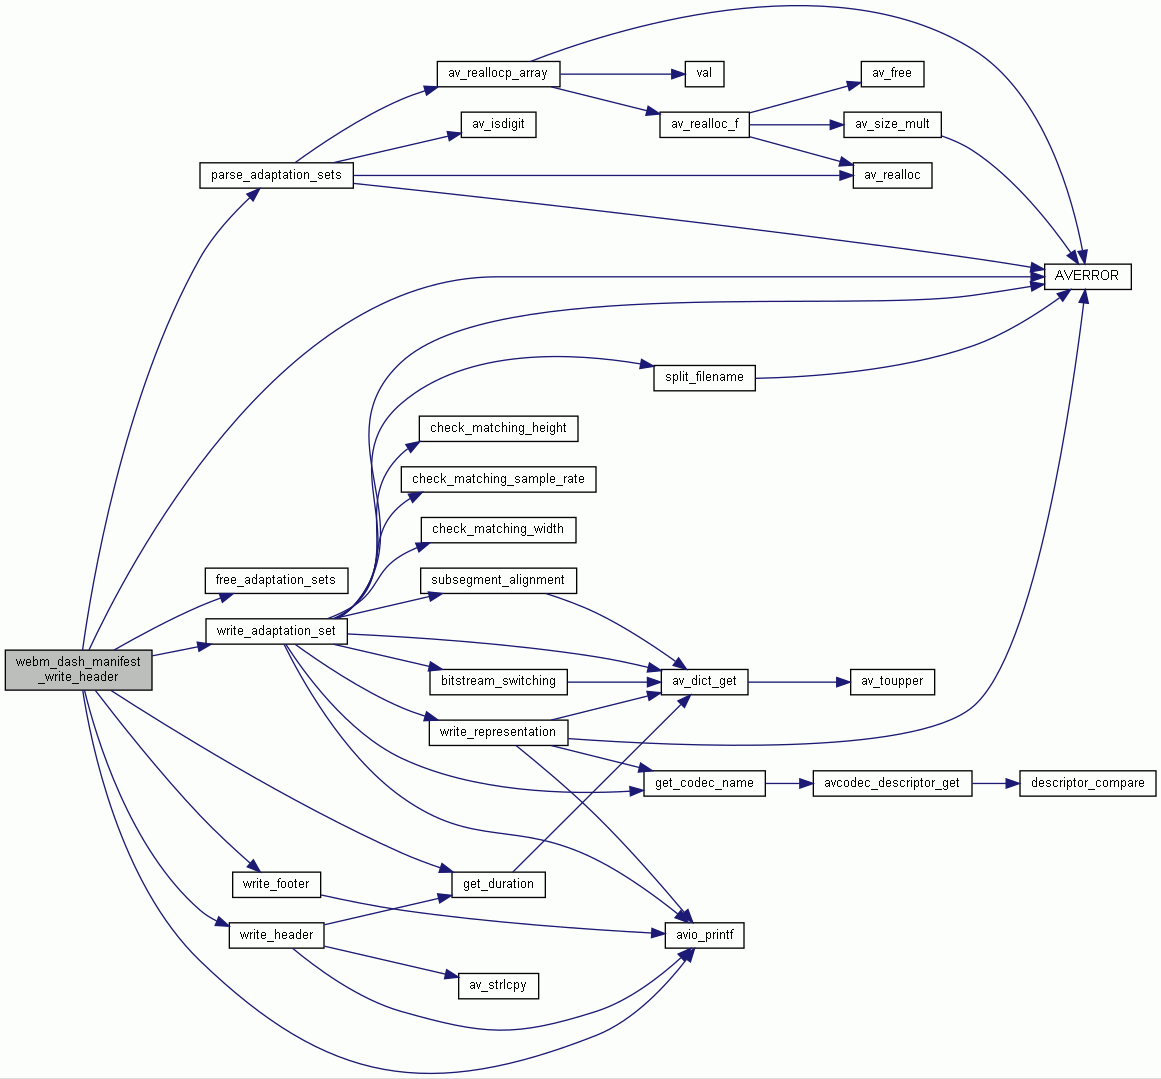 av_reallocp_array
val
av_free
av_isdigit
av_realloc_f
av_size_mult
parse_adaptation_sets
av_realloc
AVERROR
split_filename
check_matching_height
check_matching_sample_rate
check_matching_width
free_adaptation_sets
subsegment_alignment
write_adaptation_set
webm_dash_manifest
_write_header
bitstream_switching
av_dict_get
av_toupper
write_representation
get_codec_name
avcodec_descriptor_get
descriptor_compare
write_footer
get_duration
write_header
avio_printf
av_strlcpy